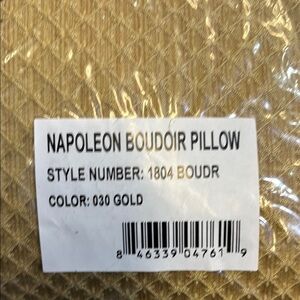 NAPOLEON BOUDOIR PILLOW
STYLE NUMBER: 1804 BOUDR
COLOR: 030 GOLD
8 46339 04761 9